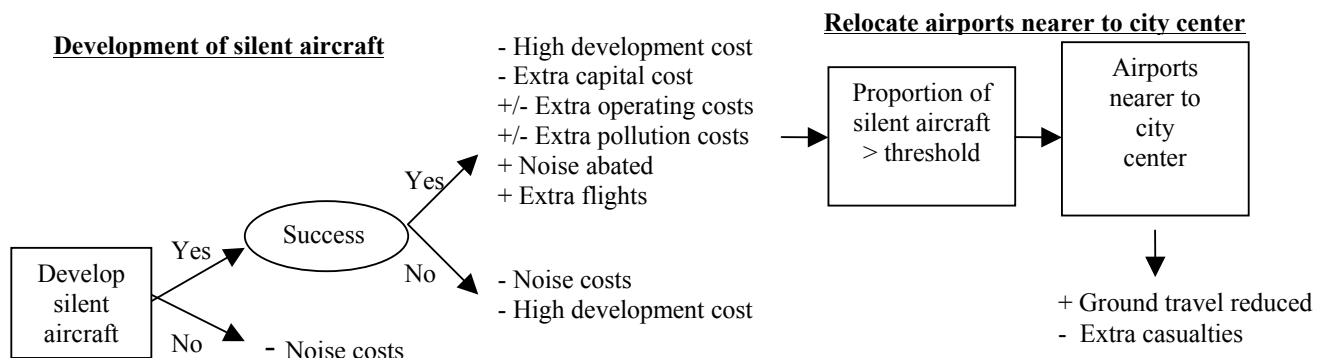 Development of silent aircraft
Relocate airports nearer to city center
- High development cost
- Extra capital cost
+/- Extra operating costs
+/- Extra pollution costs
+ Noise abated
+ Extra flights
Proportion of
silent aircraft
> threshold
Airports
nearer to
city
center
Yes
Success
Yes
No
Develop
silent
aircraft
No
- Noise costs
- Noise costs
- High development cost
+ Ground travel reduced
- Extra casualties